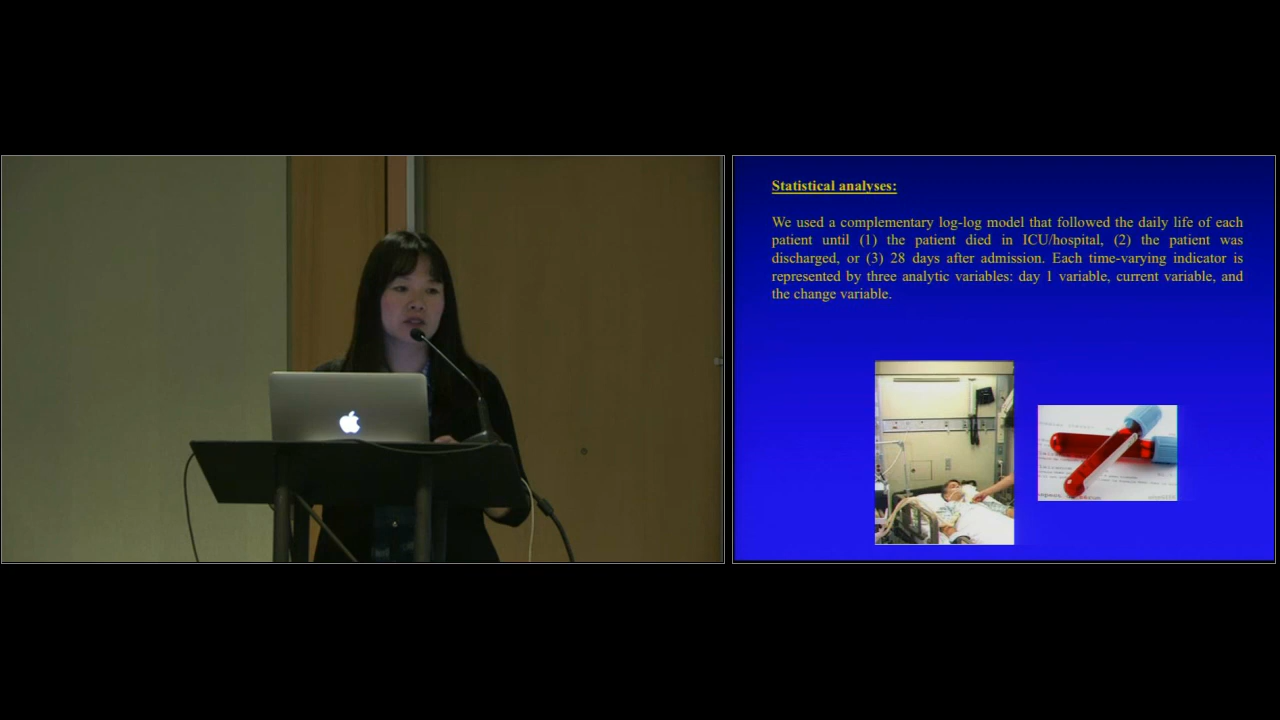 Statistical analyses:
We used a complementary log-log model that followed the daily life of each
patient until (1) the patient died in ICU/hospital, (2) the patient was
discharged, or (3) 28 days after admission. Each time-varying indicator is
represented by three analytic variables: day 1 variable, current variable, and
the change variable.